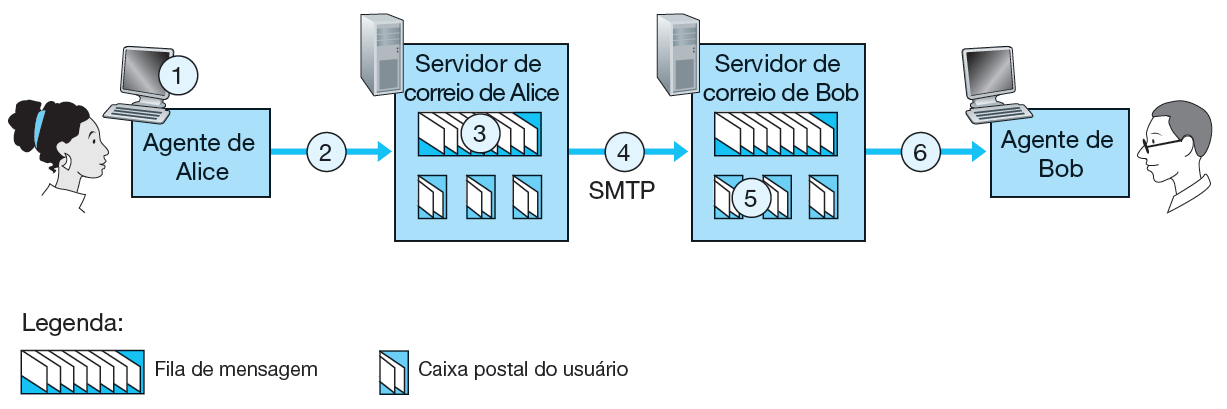 1
Agente de
Alice
2
Servidor de
correio de Alice
3
4
SMTP
Servidor de
correio de Bob
5
6
Agente de
Bob
Legenda:
Fila de mensagem
Caixa postal do usuário